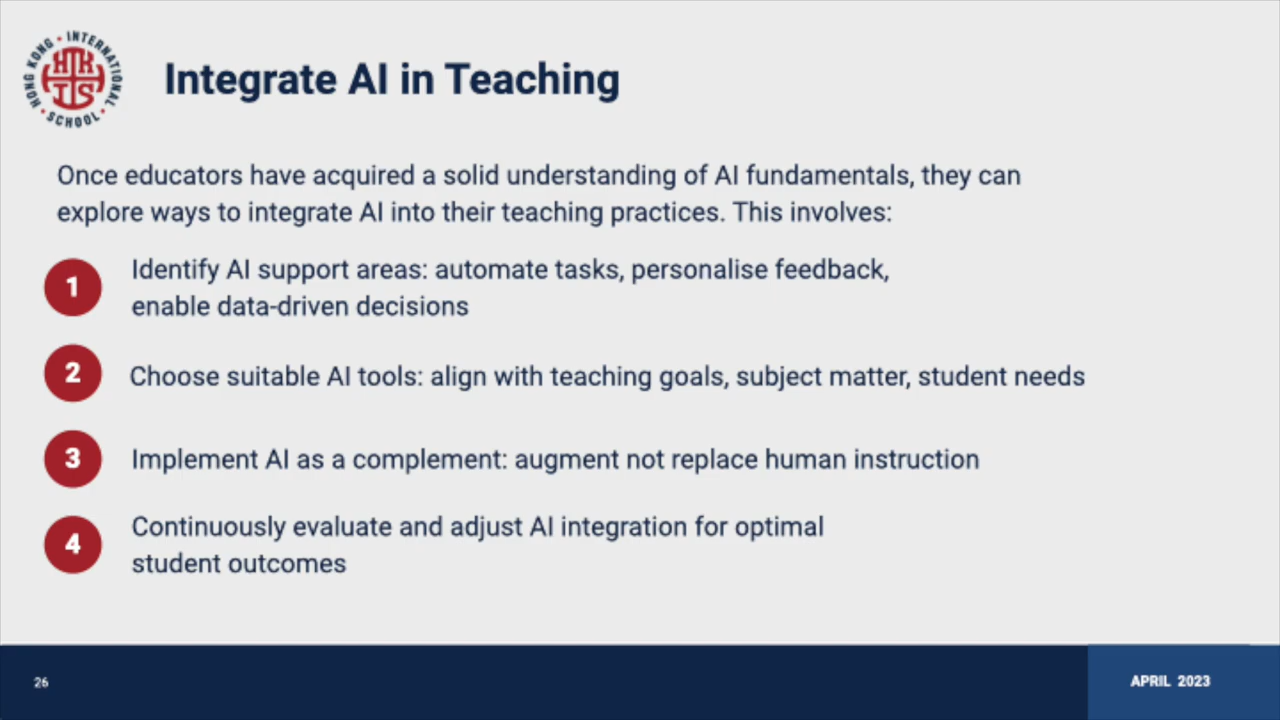 HONG KONG • INTERNATIONAL • SCHOOL •
HKIS
Integrate AI in Teaching
Once educators have acquired a solid understanding of AI fundamentals, they can
explore ways to integrate AI into their teaching practices. This involves:
1
Identify AI support areas: automate tasks, personalise feedback,
enable data-driven decisions
2
Choose suitable AI tools: align with teaching goals, subject matter, student needs
3
Implement AI as a complement: augment not replace human instruction
4
Continuously evaluate and adjust AI integration for optimal
student outcomes
26
APRIL 2023